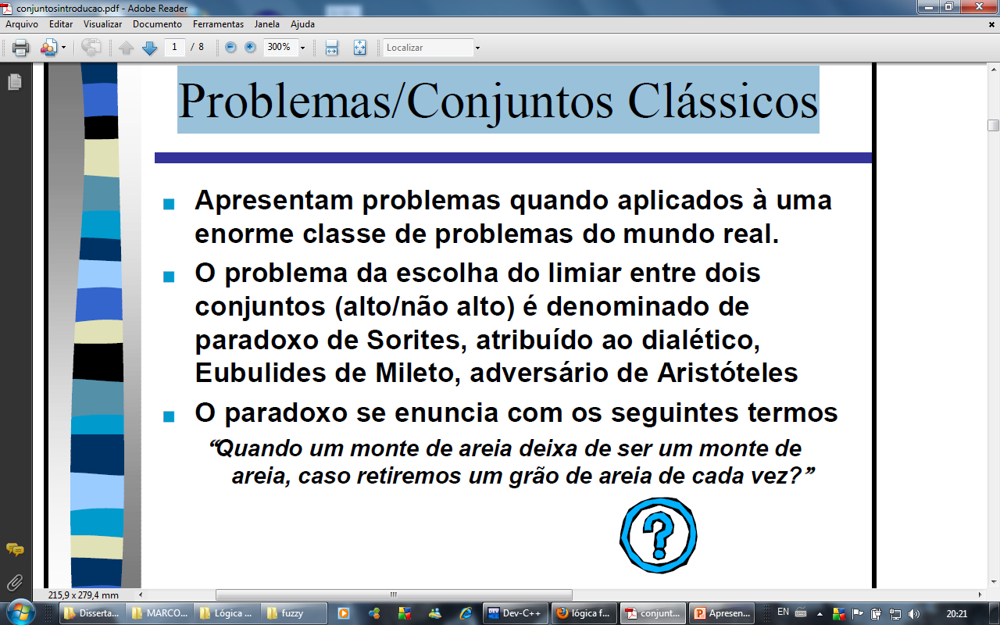 conjuntosintroducao.pdf - Adobe Reader
Arquivo Editar Visualizar Documento Ferramentas Janela Ajuda
1 / 8 300% Localizar
Problemas/Conjuntos Clássicos
Apresentam problemas quando aplicados à uma
enorme classe de problemas do mundo real.
O problema da escolha do limiar entre dois
conjuntos (alto/não alto) é denominado de
paradoxo de Sorites, atribuído ao dialético,
Eubulides de Mileto, adversário de Aristóteles
O paradoxo se enuncia com os seguintes termos
“Quando um monte de areia deixa de ser um monte de
areia, caso retiremos um grão de areia de cada vez?”
?
215,9 x 279,4 mm
Disserta... MARCO... Lógica ... fuzzy DEV Dev-C++ lógica f... conjunt... Apresen... EN 20:21